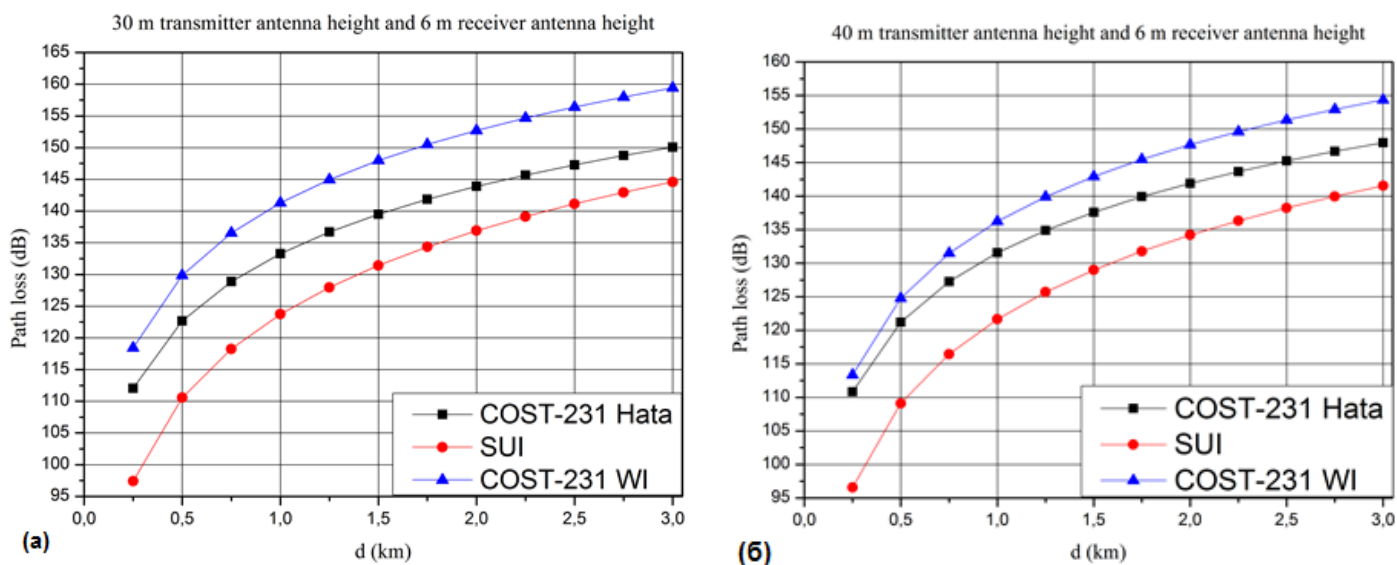 30 m transmitter antenna height and 6 m receiver antenna height
165
160
155
150
145
140
135
130
125
120
115
110
105
100
95
Path loss (dB)
COST-231 Hata
SUI
COST-231 WI
0,0 0,5 1,0 1,5 2,0 2,5 3,0
d (km)
(a)
40 m transmitter antenna height and 6 m receiver antenna height
160
155
150
145
140
135
130
125
120
115
110
105
100
95
Path loss (dB)
COST-231 Hata
SUI
COST-231 WI
0,0 0,5 1,0 1,5 2,0 2,5 3,0
d (km)
(б)